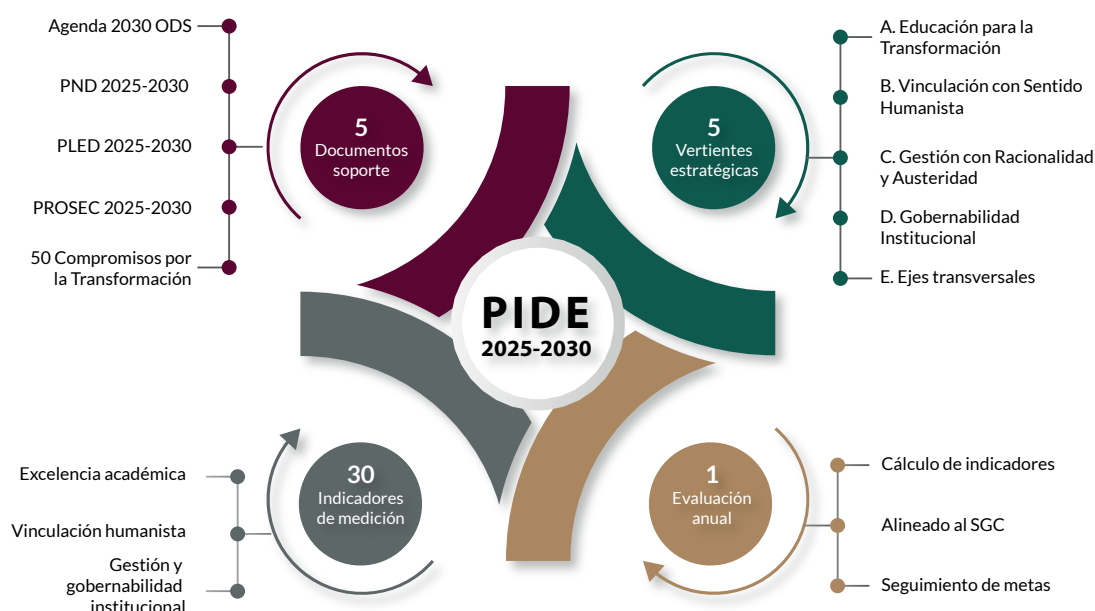 Agenda 2030 ODS
PND 2025-2030
PLED 2025-2030
PROSEC 2025-2030
50 Compromisos por
la Transformación
5
Documentos
soporte
5
Vertientes
estratégicas
A. Educación para la
Transformación
B. Vinculación con Sentido
Humanista
C. Gestión con Racionalidad
y Austeridad
D. Gobernabilidad
Institucional
E. Ejes transversales
PIDE
2025-2030
Excelencia académica
Vinculación humanista
Gestión y
gobernabilidad
institucional
30
Indicadores
de medición
1
Evaluación
anual
Cálculo de indicadores
Alineado al SGC
Seguimiento de metas